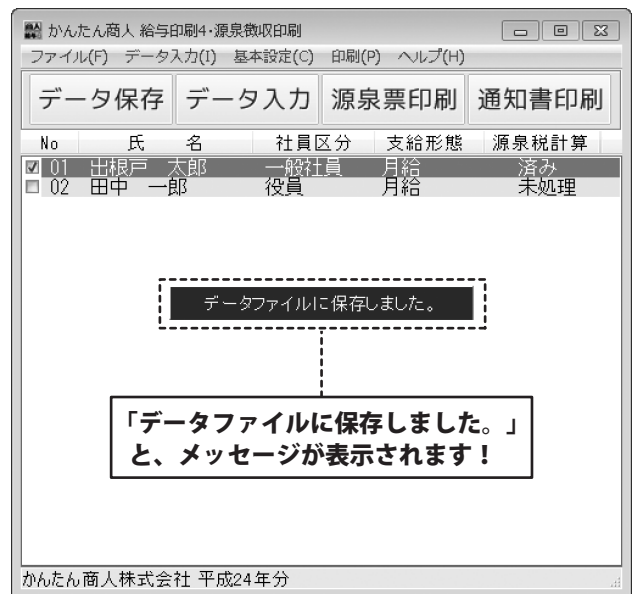 かんたん商人 給与印刷4・源泉徴収印刷
ファイル(F) データ入力(I) 基本設定(C) 印刷(P) ヘルプ(H)
データ保存 データ入力 源泉票印刷 通知書印刷
No 氏 名 社員区分 支給形態 源泉税計算
01 出根戸 太郎 一般社員 月給 済み
02 田中 一郎 役員 月給 未処理
データファイルに保存しました。
「データファイルに保存しました。」
と、メッセージが表示されます！
かんたん商人株式会社 平成24年分